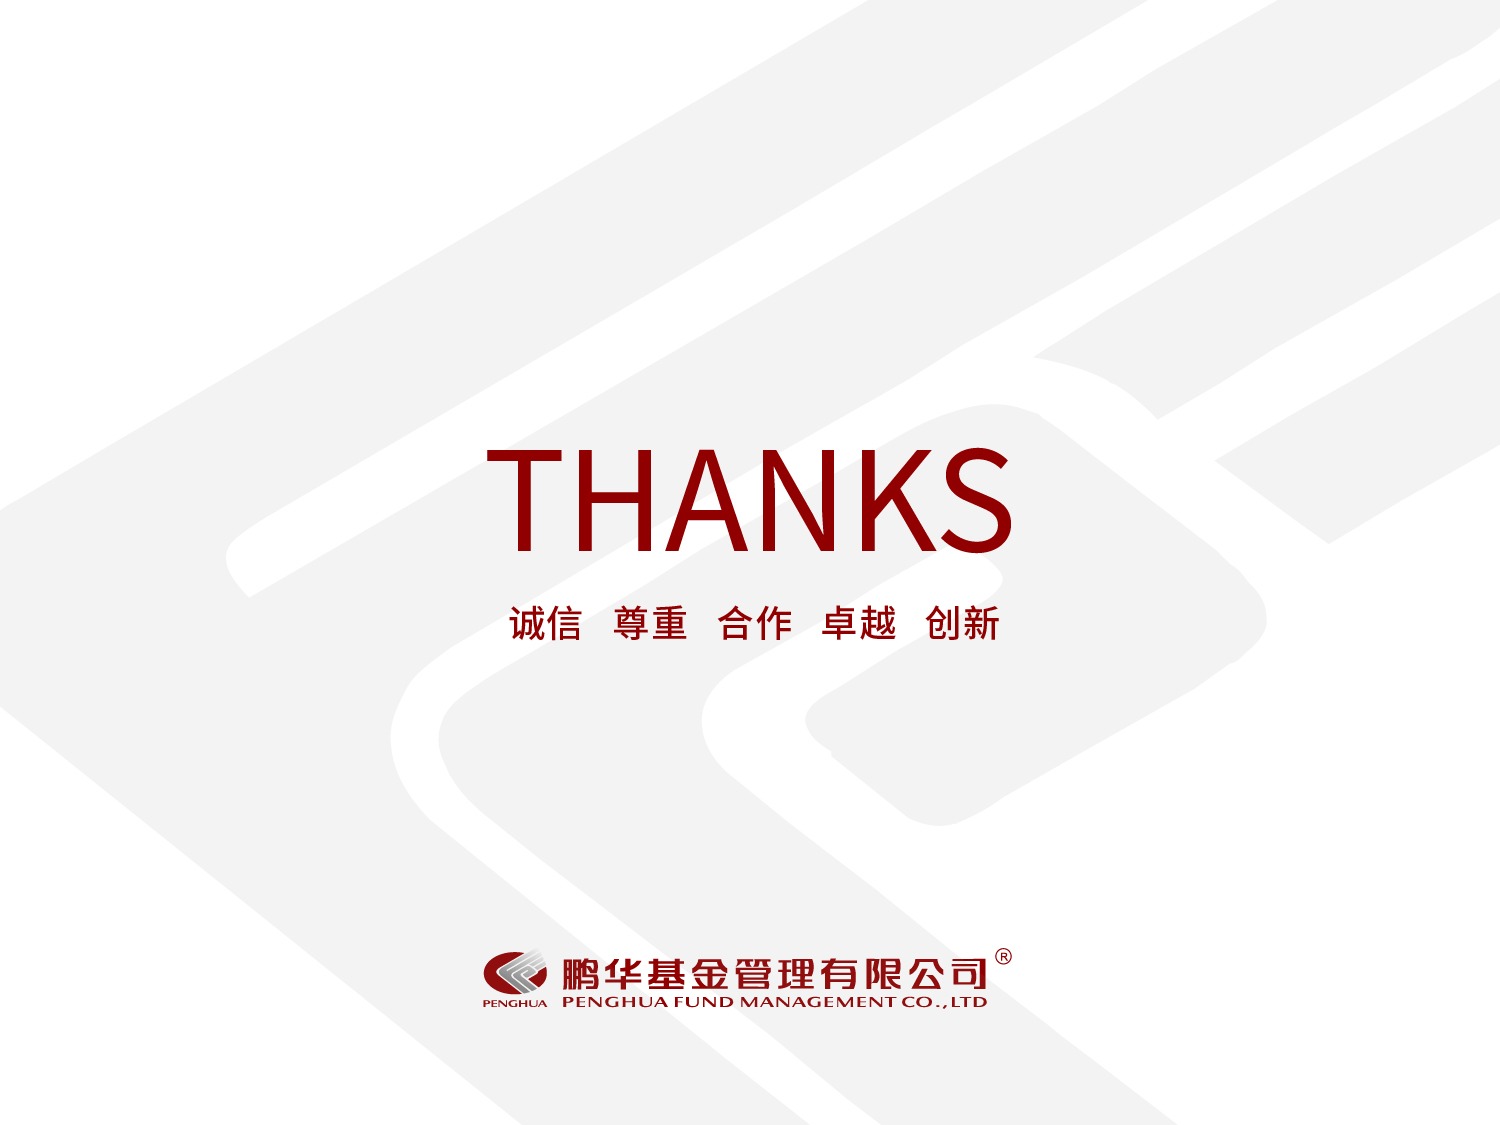 THANKS
诚信 尊重 合作 卓越 创新
鹏华基金管理有限公司®
PENGHUA PENGHUA FUND MANAGEMENT CO.,LTD